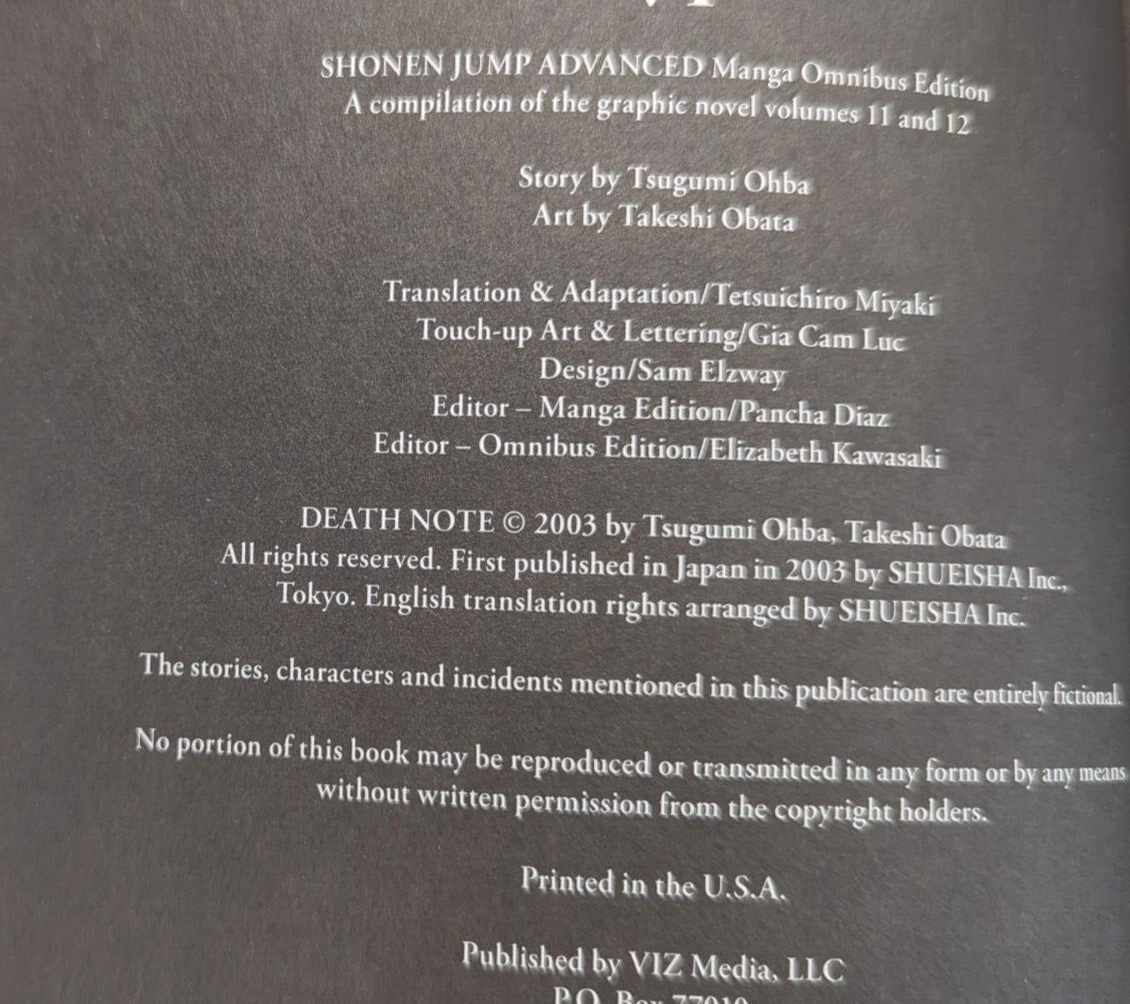 SHONEN JUMP ADVANCED Manga Omnibus Edition
A compilation of the graphic novel volumes 11 and 12
Story by Tsugumi Ohba
Art by Takeshi Obata
Translation & Adaptation/Tetsuichiro Miyaki
Touch-up Art & Lettering/Gia Cam Luc
Design/Sam Elzway
Editor – Manga Edition/Pancha Diaz
Editor – Omnibus Edition/Elizabeth Kawasaki
DEATH NOTE © 2003 by Tsugumi Ohba, Takeshi Obata
All rights reserved. First published in Japan in 2003 by SHUEISHA Inc.,
Tokyo. English translation rights arranged by SHUEISHA Inc.
The stories, characters and incidents mentioned in this publication are entirely fictional.
No portion of this book may be reproduced or transmitted in any form or by any means
without written permission from the copyright holders.
Printed in the U.S.A.
Published by VIZ Media, LLC
P.O. Box 77010